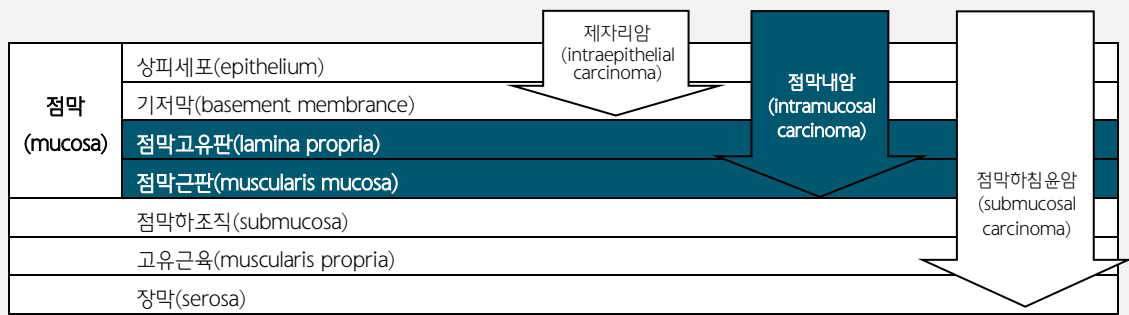 제자리암
(intraepithelial
carcinoma)
점막내암
(intramucosal
carcinoma)
점막하침윤암
(submucosal
carcinoma)
점막
(mucosa)
상피세포(epithelium)
기저막(basement membrance)
점막고유판(lamina propria)
점막근판(muscularis mucosa)
점막하조직(submucosa)
고유근육(muscularis propria)
장막(serosa)